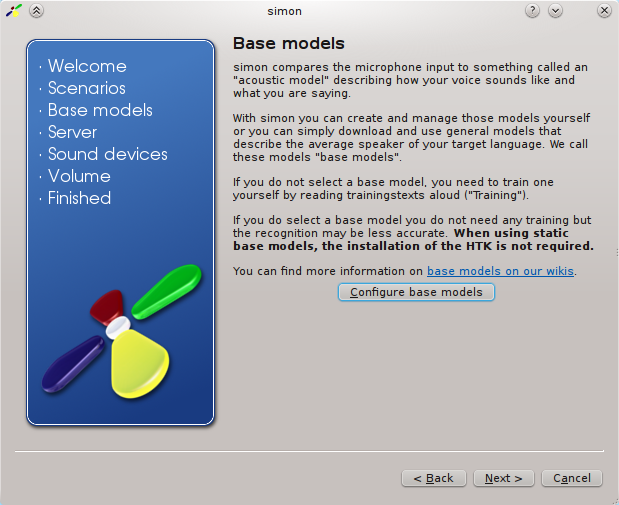 simon
?
· Welcome
· Scenarios
· Base models
· Server
· Sound devices
· Volume
· Finished
Base models
simon compares the microphone input to something called an
"acoustic model" describing how your voice sounds like and
what you are saying.
With simon you can create and manage those models yourself
or you can simply download and use general models that
describe the average speaker of your target language. We call
these models "base models".
If you do not select a base model, you need to train one
yourself by reading trainingstexts aloud ("Training").
If you do select a base model you do not need any training but
the recognition may be less accurate. When using static
base models, the installation of the HTK is not required.
You can find more information on base models on our wikis.
Configure base models
< Back
Next >
Cancel